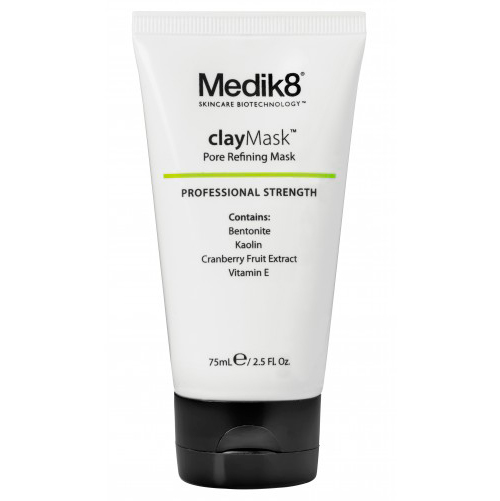 Medik8®
SKINCARE BIOTECHNOLOGY™
clayMask™
Pore Refining Mask
PROFESSIONAL STRENGTH
Contains:
Bentonite
Kaolin
Cranberry Fruit Extract
Vitamin E
75mL℮/ 2.5 Fl. Oz.